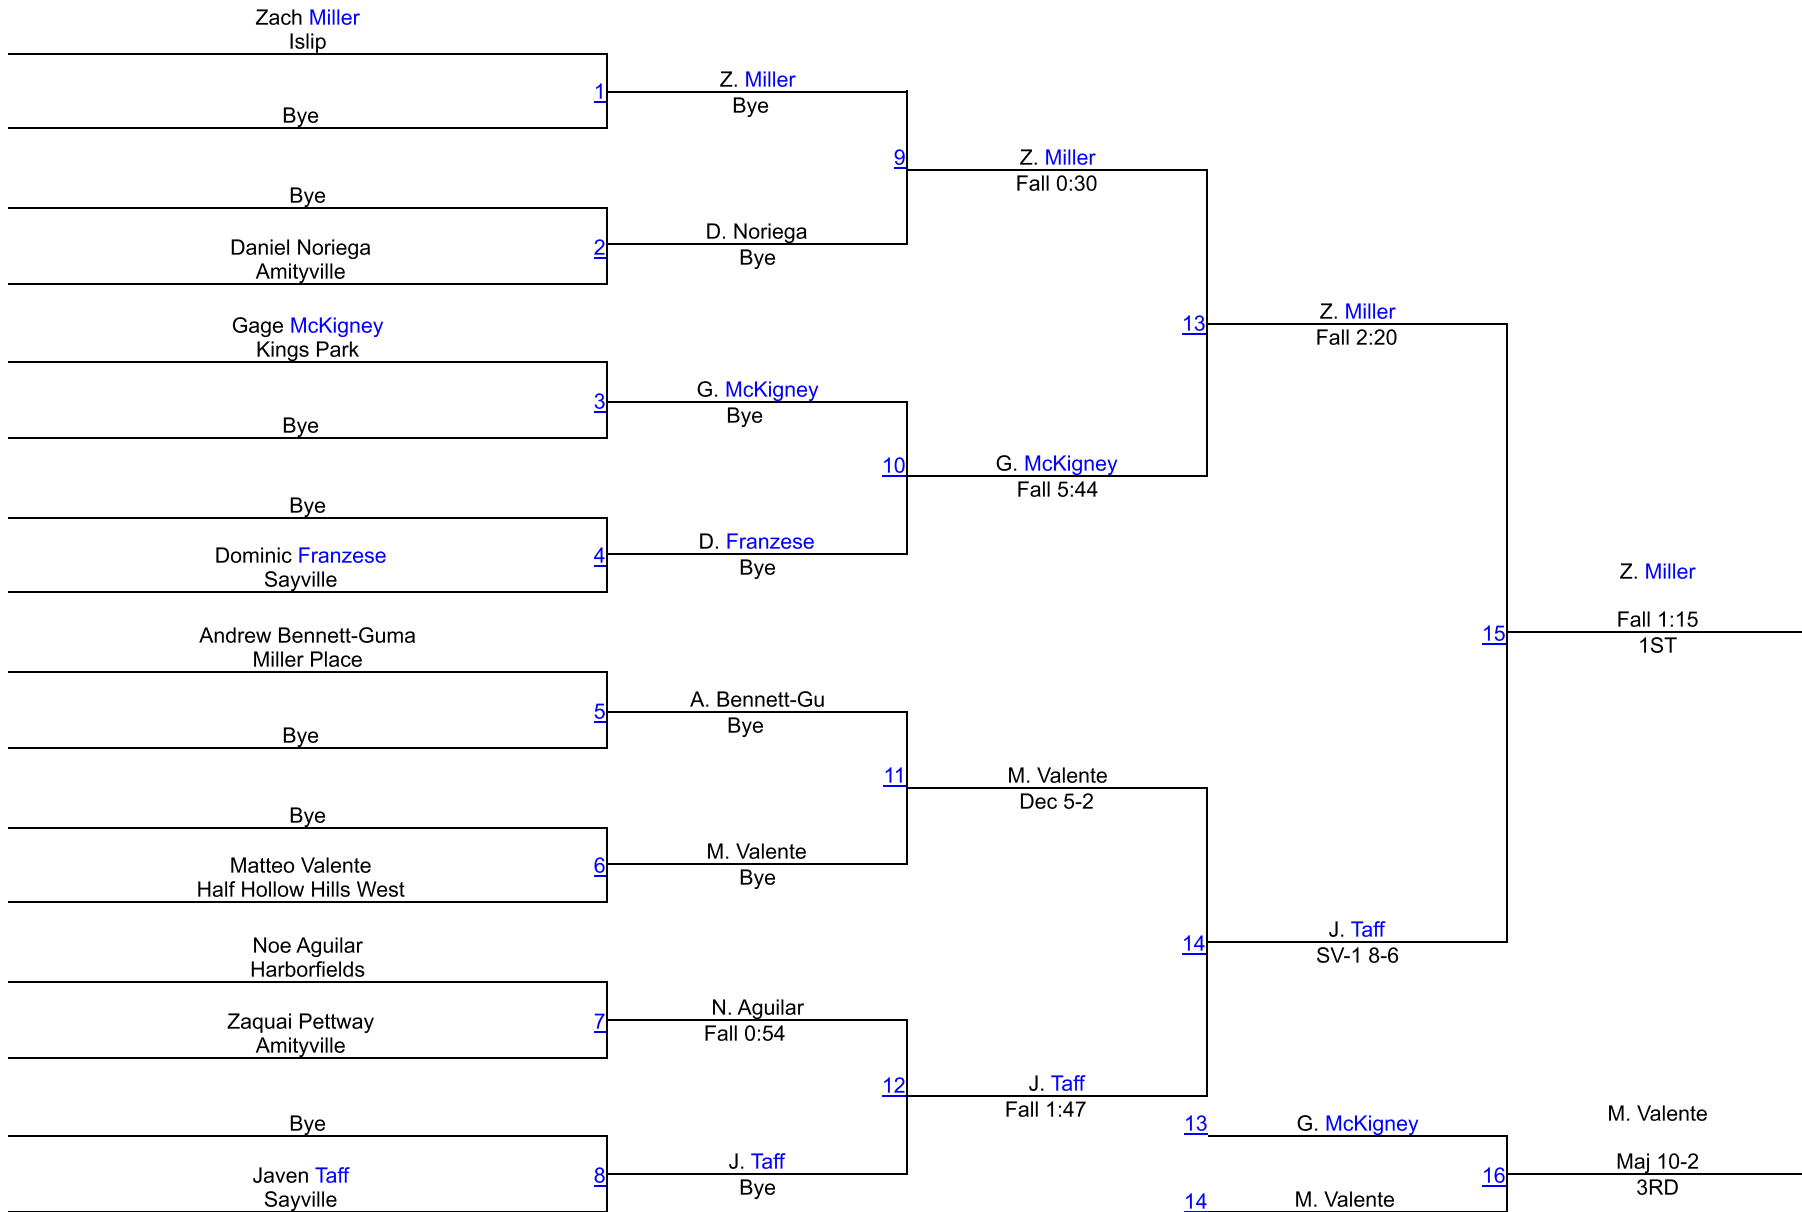 Zach Miller
Islip
1
Bye
Z. Miller
Bye
9
Bye
Daniel Noriega
Amityville
2
D. Noriega
Bye
Z. Miller
Fall 0:30
Gage McKigney
Kings Park
3
Bye
G. McKigney
Bye
10
Bye
Dominic Franzese
Sayville
4
D. Franzese
Bye
G. McKigney
Fall 5:44
13
Z. Miller
Fall 2:20
Andrew Bennett-Guma
Miller Place
5
Bye
A. Bennett-Gu
Bye
11
Bye
Matteo Valente
Half Hollow Hills West
6
M. Valente
Bye
M. Valente
Dec 5-2
Noe Aguilar
Harborfields
Zaquai Pettway
Amityville
7
N. Aguilar
Fall 0:54
12
Bye
Javen Taff
Sayville
8
J. Taff
Bye
J. Taff
Fall 1:47
14
J. Taff
SV-1 8-6
15
Z. Miller
Fall 1:15
1ST
13
G. McKigney
14
M. Valente
16
M. Valente
Maj 10-2
3RD